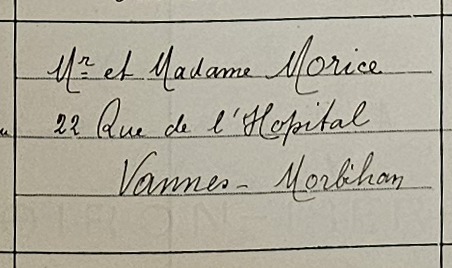 Mr et Madame Morice
22 Rue de l'Hopital
Vannes - Morbihan